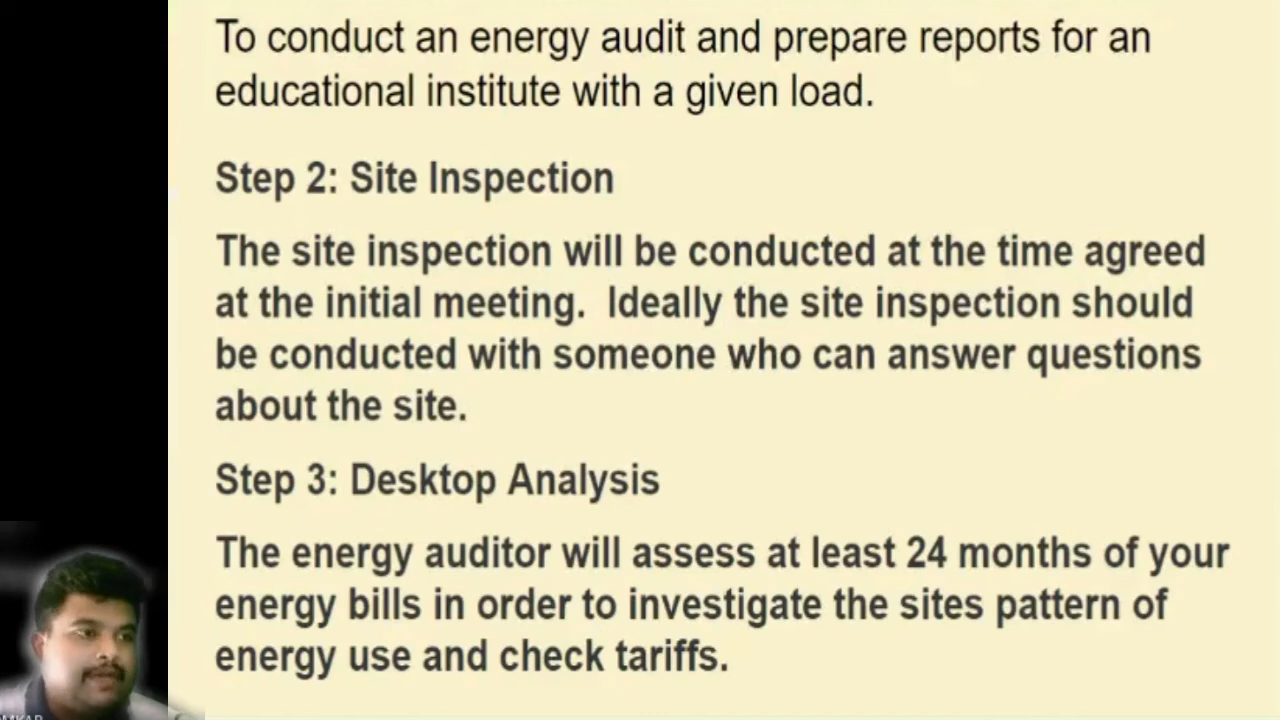 To conduct an energy audit and prepare reports for an
educational institute with a given load.
Step 2: Site Inspection
The site inspection will be conducted at the time agreed
at the initial meeting.  Ideally the site inspection should
be conducted with someone who can answer questions
about the site.
Step 3: Desktop Analysis
The energy auditor will assess at least 24 months of your
energy bills in order to investigate the sites pattern of
energy use and check tariffs.